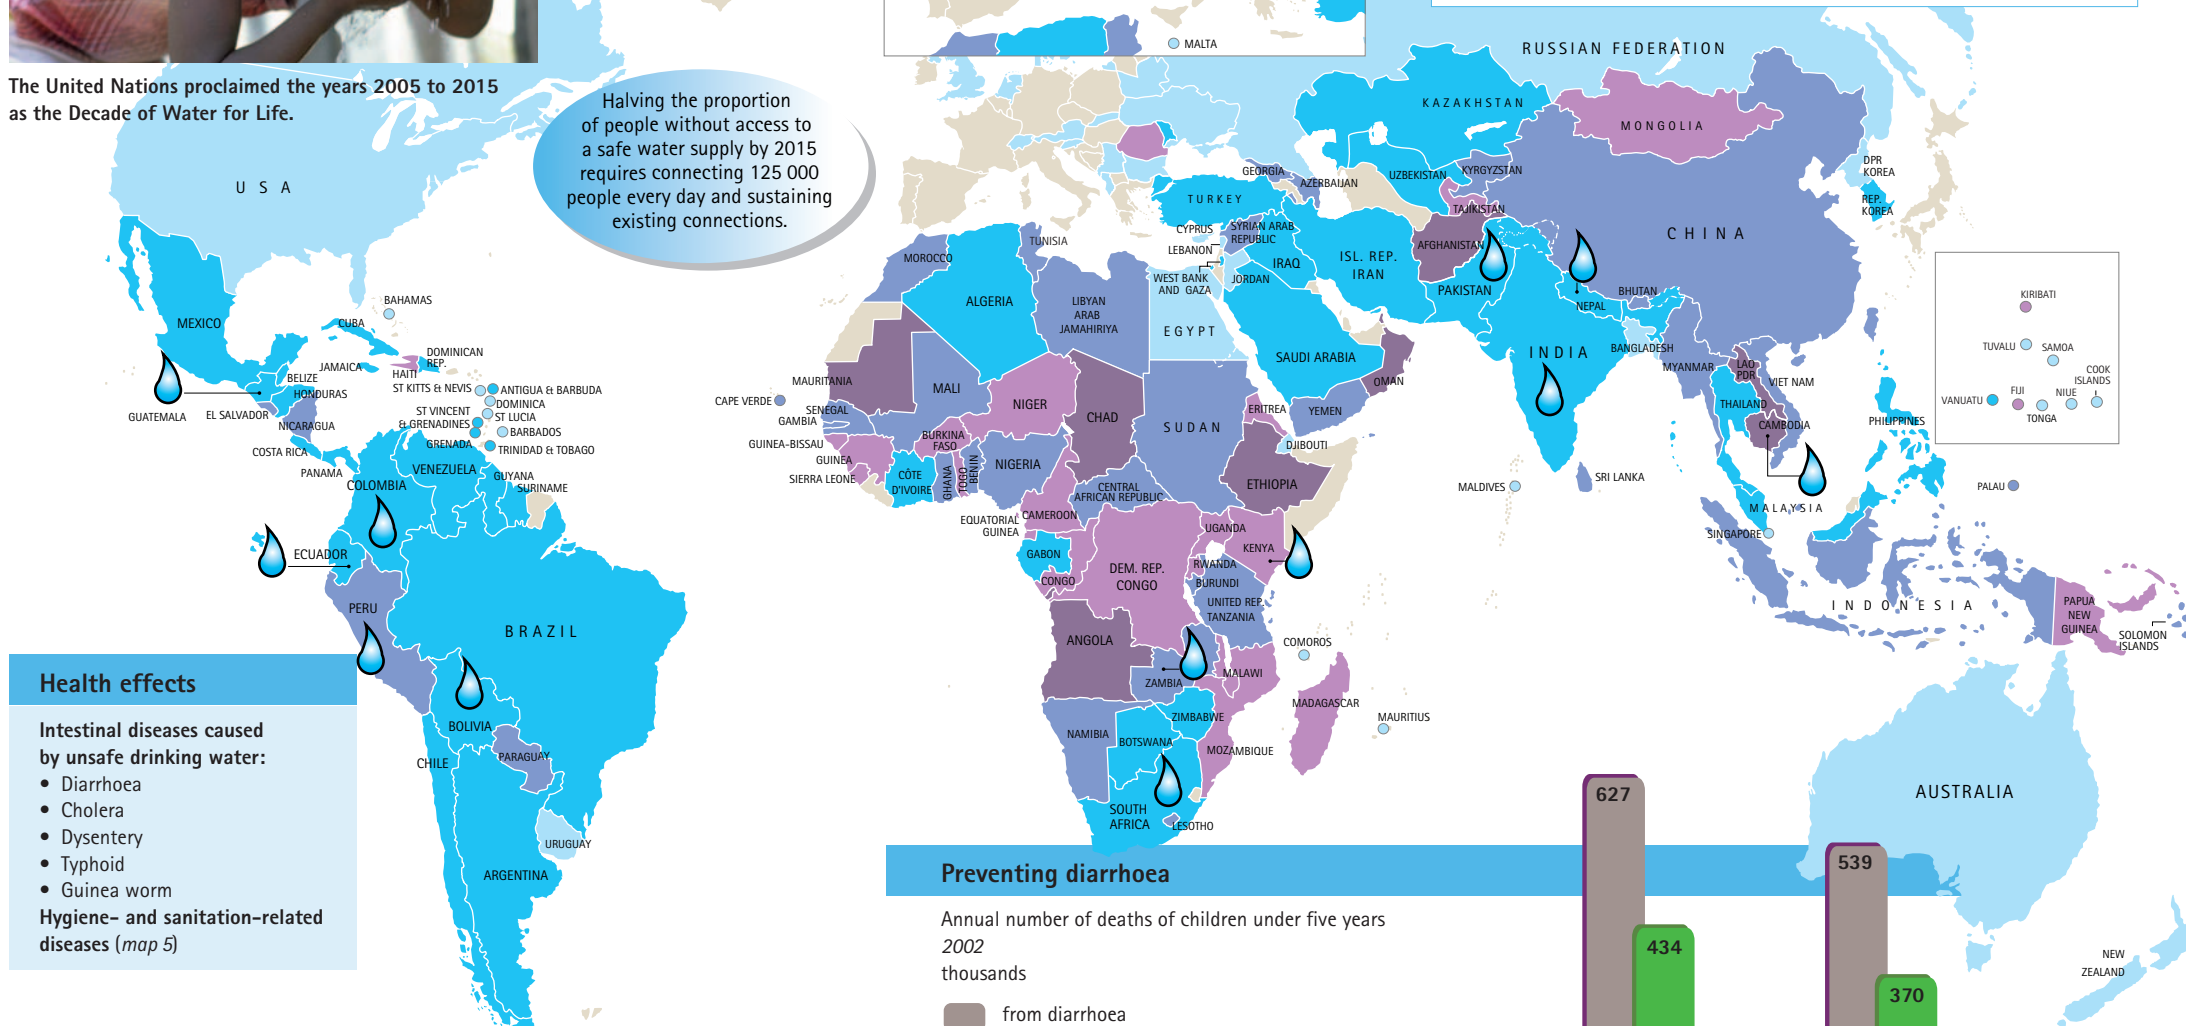 The United Nations proclaimed the years 2005 to 2015
as the Decade of Water for Life.
Halving the proportion
of people without access to
a safe water supply by 2015
requires connecting 125 000
people every day and sustaining
existing connections.
MALTA
RUSSIAN FEDERATION
KAZAKHSTAN
MONGOLIA
USA
GEORGIA
AZERBAIJAN
UZBEKISTAN
KYRGYZSTAN
DPR
KOREA
REP.
KOREA
TURKEY
TAJIKISTAN
CYPRUS
SYRIAN ARAB
REPUBLIC
LEBANON
AFGHANISTAN
CHINA
TUNISIA
MOROCCO
WEST BANK
AND GAZA
JORDAN
IRAQ
ISL. REP.
IRAN
PAKISTAN
NEPAL
BHUTAN
ALGERIA
LIBYAN
ARAB
JAMAHIRIYA
EGYPT
SAUDI ARABIA
INDIA
BANGLADESH
MYANMAR
LAO
PDR
VIET NAM
KIRIBATI
TUVALU
SAMOA
COOK
ISLANDS
FIJI
NIUE
VANUATU
TONGA
BAHAMAS
MEXICO
CUBA
DOMINICAN
REP.
JAMAICA
HAITI
BELIZE
ST KITTS & NEVIS
ANTIGUA & BARBUDA
HONDURAS
DOMINICA
GUATEMALA
EL SALVADOR
ST VINCENT
& GRENADINES
ST LUCIA
NICARAGUA
BARBADOS
GRENADA
TRINIDAD & TOBAGO
COSTA RICA
PANAMA
VENEZUELA
GUYANA
SURINAME
COLOMBIA
ECUADOR
PERU
BRAZIL
BOLIVIA
PARAGUAY
CHILE
URUGUAY
ARGENTINA
MAURITANIA
MALI
NIGER
CHAD
SUDAN
ERITREA
YEMEN
OMAN
CAPE VERDE
SENEGAL
GAMBIA
GUINEA-BISSAU
GUINEA
SIERRA LEONE
BURKINA
FASO
CÔTE
D'IVOIRE
GHANA
TOGO
BENIN
NIGERIA
DJIBOUTI
ETHIOPIA
CENTRAL
AFRICAN REPUBLIC
EQUATORIAL
GUINEA
CAMEROON
UGANDA
KENYA
GABON
CONGO
DEM. REP.
CONGO
RWANDA
BURUNDI
UNITED REP.
TANZANIA
ANGOLA
COMOROS
ZAMBIA
MALAWI
MADAGASCAR
MAURITIUS
ZIMBABWE
NAMIBIA
BOTSWANA
MOZAMBIQUE
SOUTH
AFRICA
LESOTHO
THAILAND
CAMBODIA
PHILIPPINES
MALDIVES
SRI LANKA
MALAYSIA
PALAU
SINGAPORE
INDONESIA
PAPUA
NEW
GUINEA
SOLOMON
ISLANDS
AUSTRALIA
NEW
ZEALAND
Health effects
Intestinal diseases caused
by unsafe drinking water:
• Diarrhoea
• Cholera
• Dysentery
• Typhoid
• Guinea worm
Hygiene- and sanitation-related
diseases (map 5)
Preventing diarrhoea
Annual number of deaths of children under five years
2002
thousands
from diarrhoea
627
434
539
370